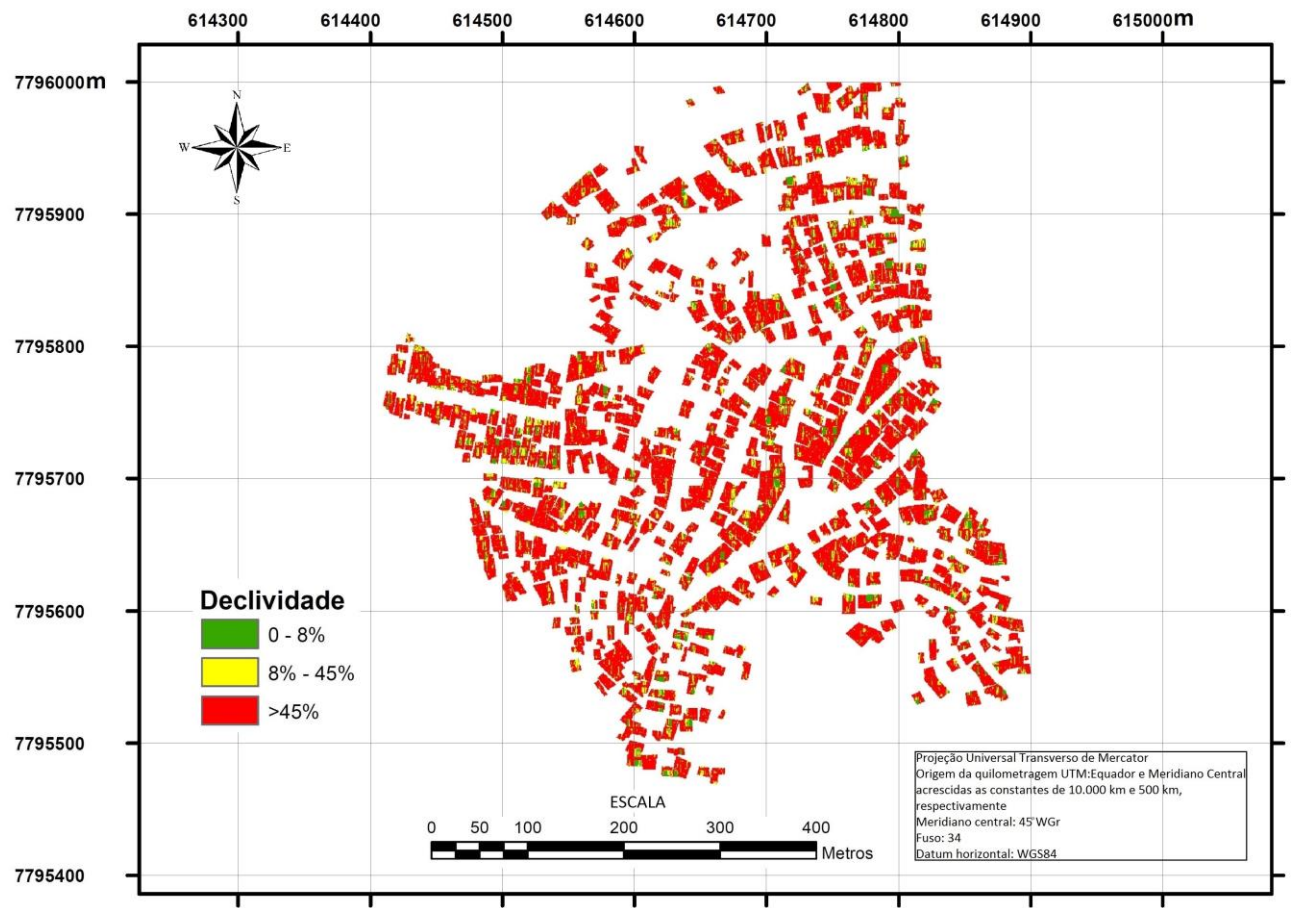 614300 614400 614500 614600 614700 614800 614900 615000m
7796000m
N
W E
S
7795900
7795800
7795700
7795600
Declividade
0 - 8%
8% - 45%
>45%
7795500
Projeção Universal Transverso de Mercator
Origem da quilometragem UTM:Equador e Meridiano Central
acrescidas as constantes de 10.000 km e 500 km,
respectivamente
Meridiano central: 45°WGr
Fuso: 34
Datum horizontal: WGS84
ESCALA
0 50 100 200 300 400
Metros
7795400